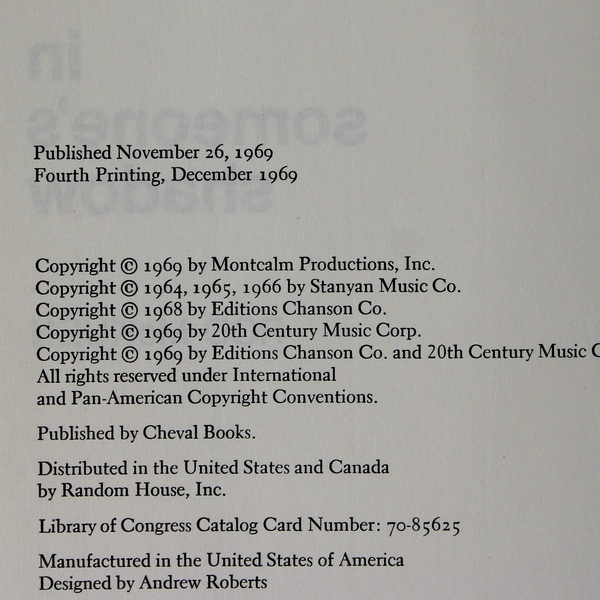 in
someone's
shadow
Published November 26, 1969
Fourth Printing, December 1969
Copyright © 1969 by Montcalm Productions, Inc.
Copyright © 1964, 1965, 1966 by Stanyan Music Co.
Copyright © 1968 by Editions Chanson Co.
Copyright © 1969 by 20th Century Music Corp.
Copyright © 1969 by Editions Chanson Co. and 20th Century Music C
All rights reserved under International
and Pan-American Copyright Conventions.
Published by Cheval Books.
Distributed in the United States and Canada
by Random House, Inc.
Library of Congress Catalog Card Number: 70-85625
Manufactured in the United States of America
Designed by Andrew Roberts